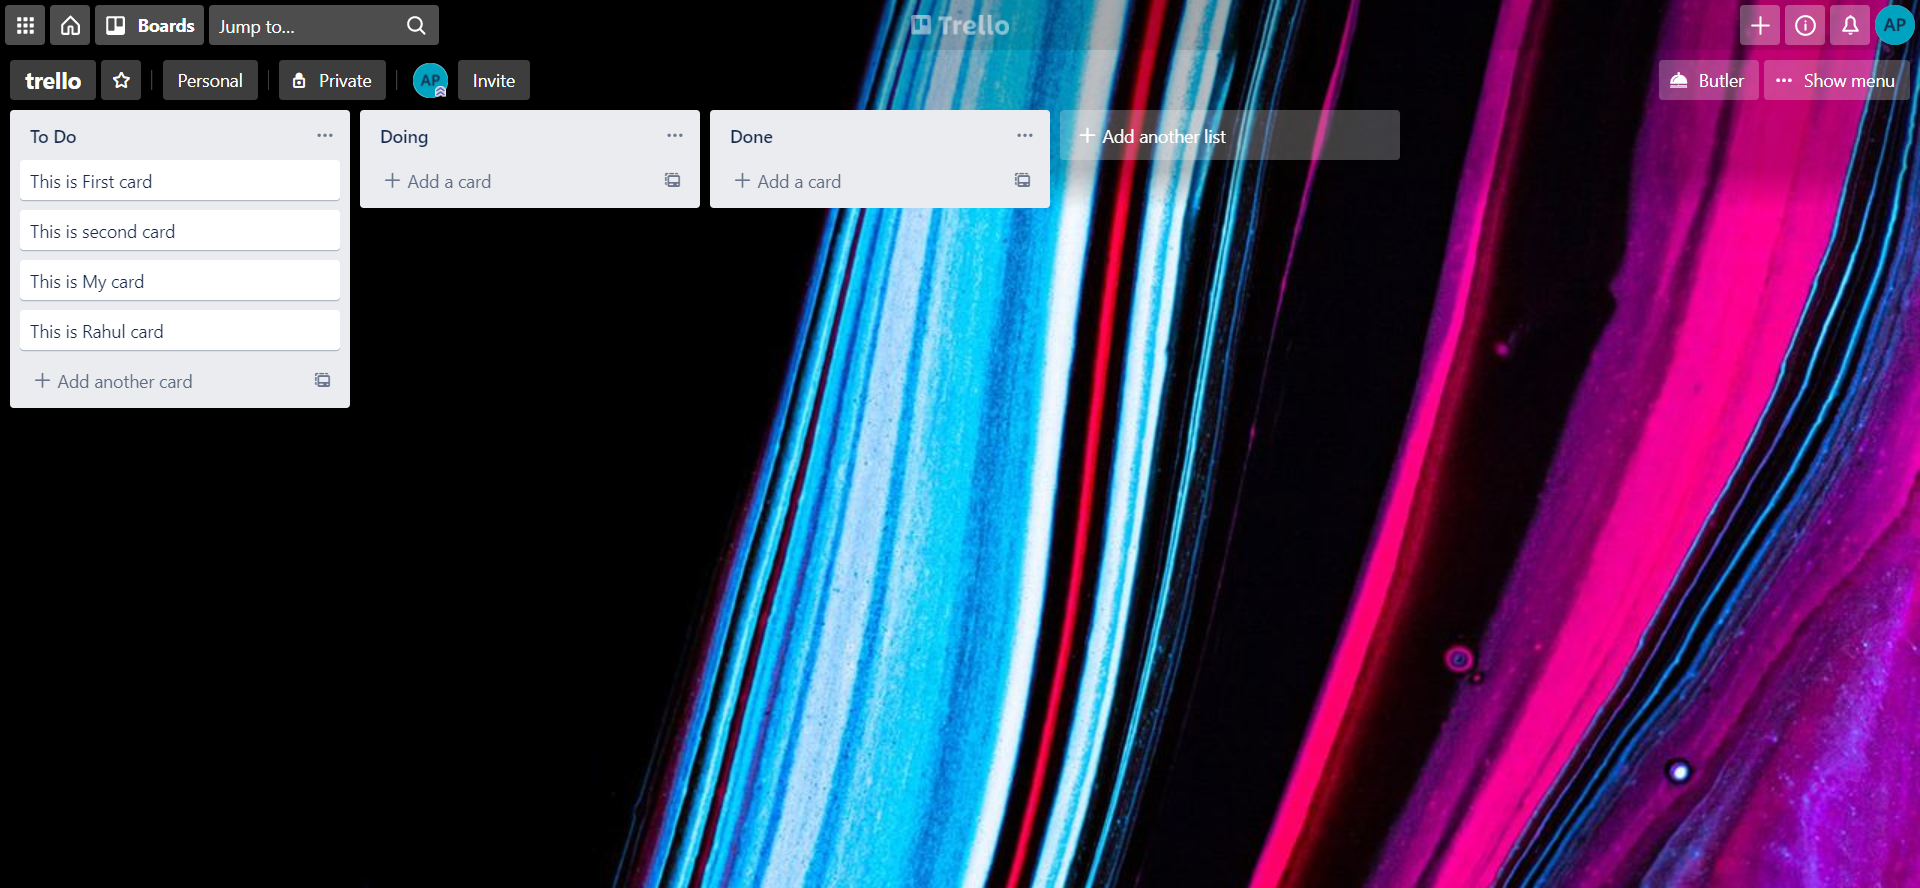 Boards
Jump to...
Trello
AP
trello
Personal
Private
AP
Invite
Butler
Show menu
To Do
This is First card
This is second card
This is My card
This is Rahul card
Add another card
Doing
Add a card
Done
Add a card
Add another list